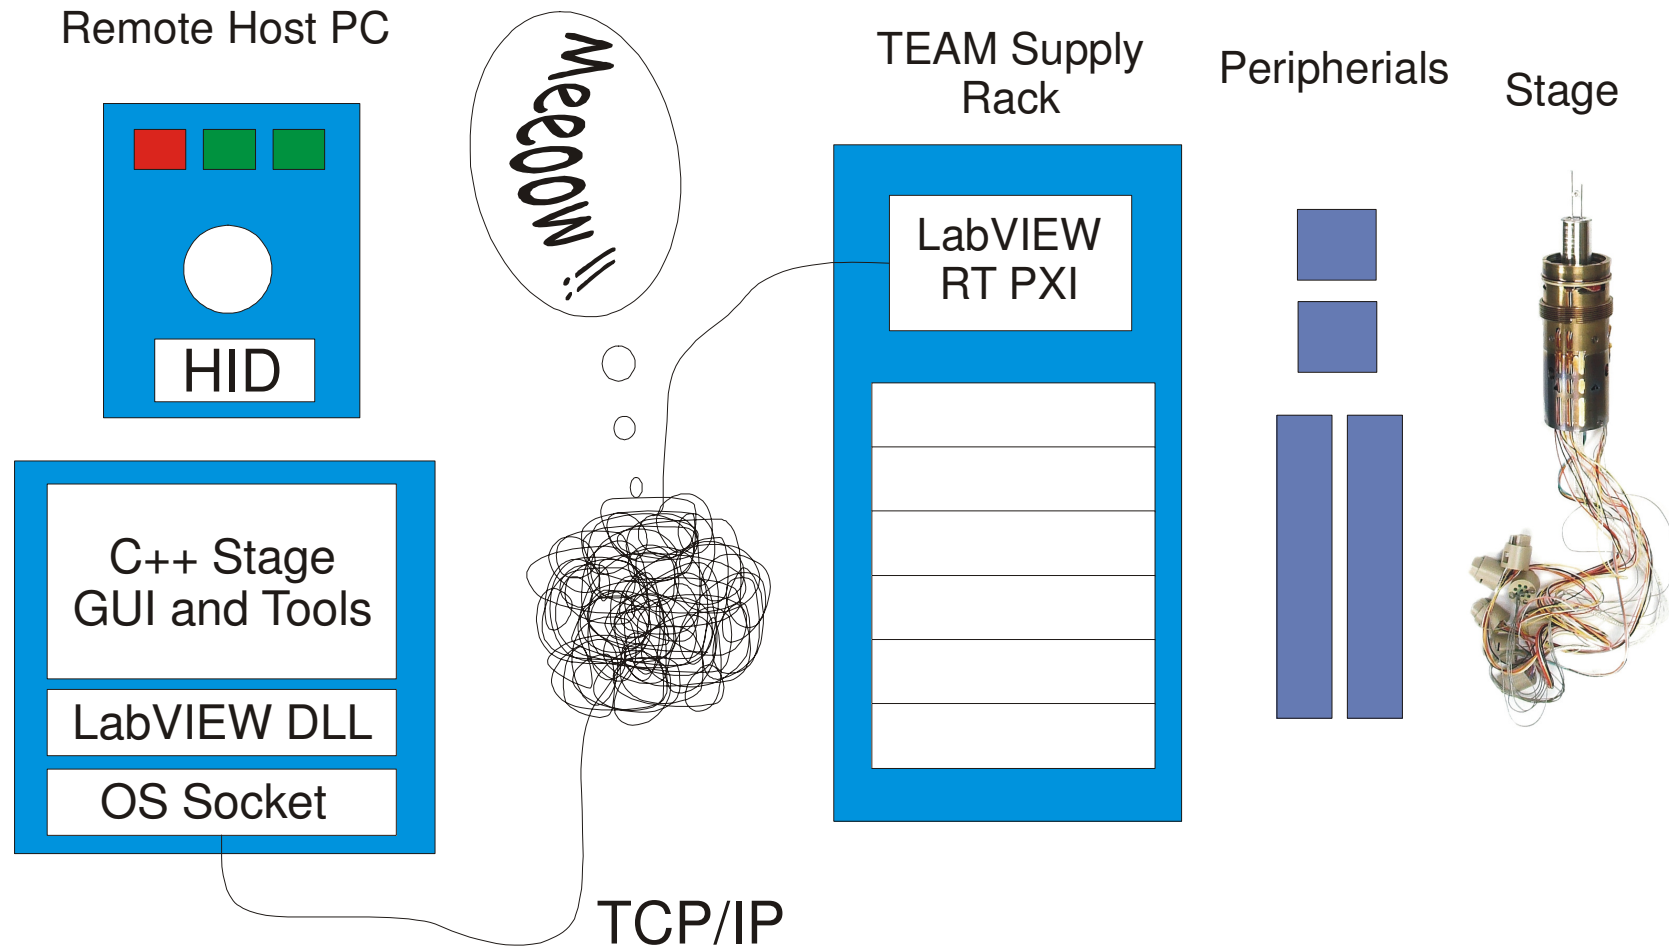 Remote Host PC
HID
C++ Stage
GUI and Tools
LabVIEW DLL
OS Socket
Meeooow !!
TCP/IP
TEAM Supply
Rack
LabVIEW
RT PXI
Peripherials
Stage